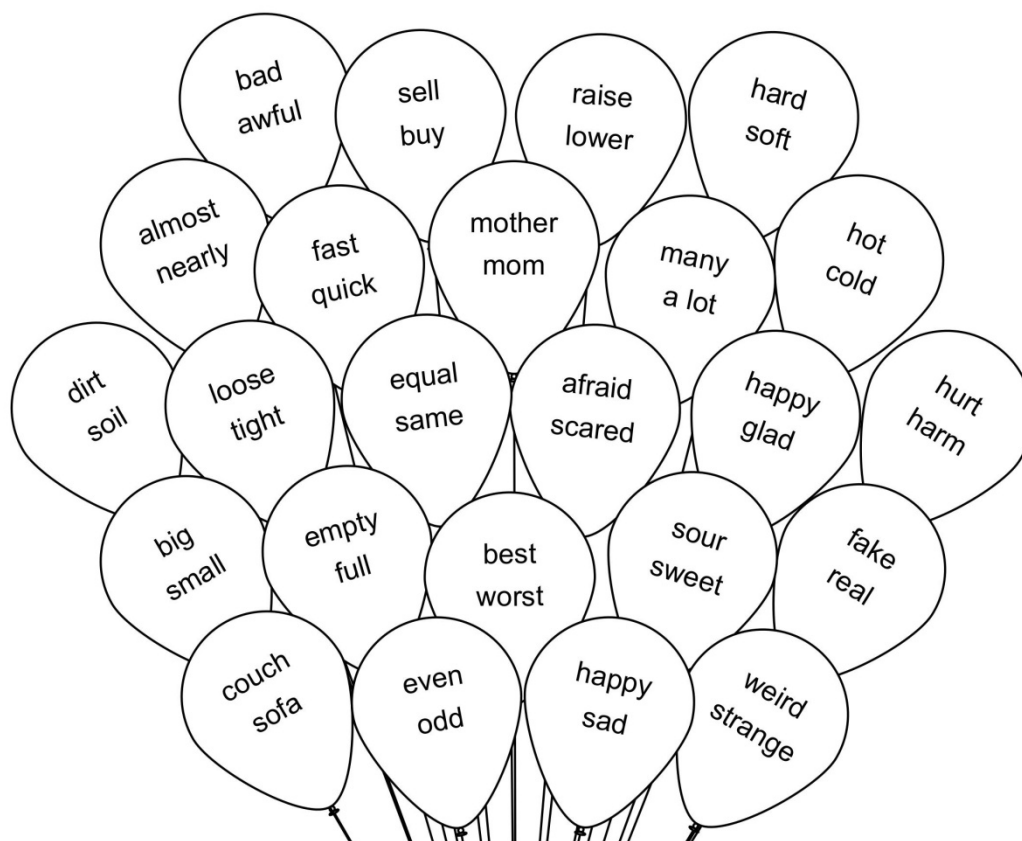 bad
awful
sell
buy
raise
lower
hard
soft
almost
nearly
fast
quick
mother
mom
many
a lot
hot
cold
dirt
soil
loose
tight
equal
same
afraid
scared
happy
glad
hurt
harm
big
small
empty
full
best
worst
sour
sweet
fake
real
couch
sofa
even
odd
happy
sad
weird
strange